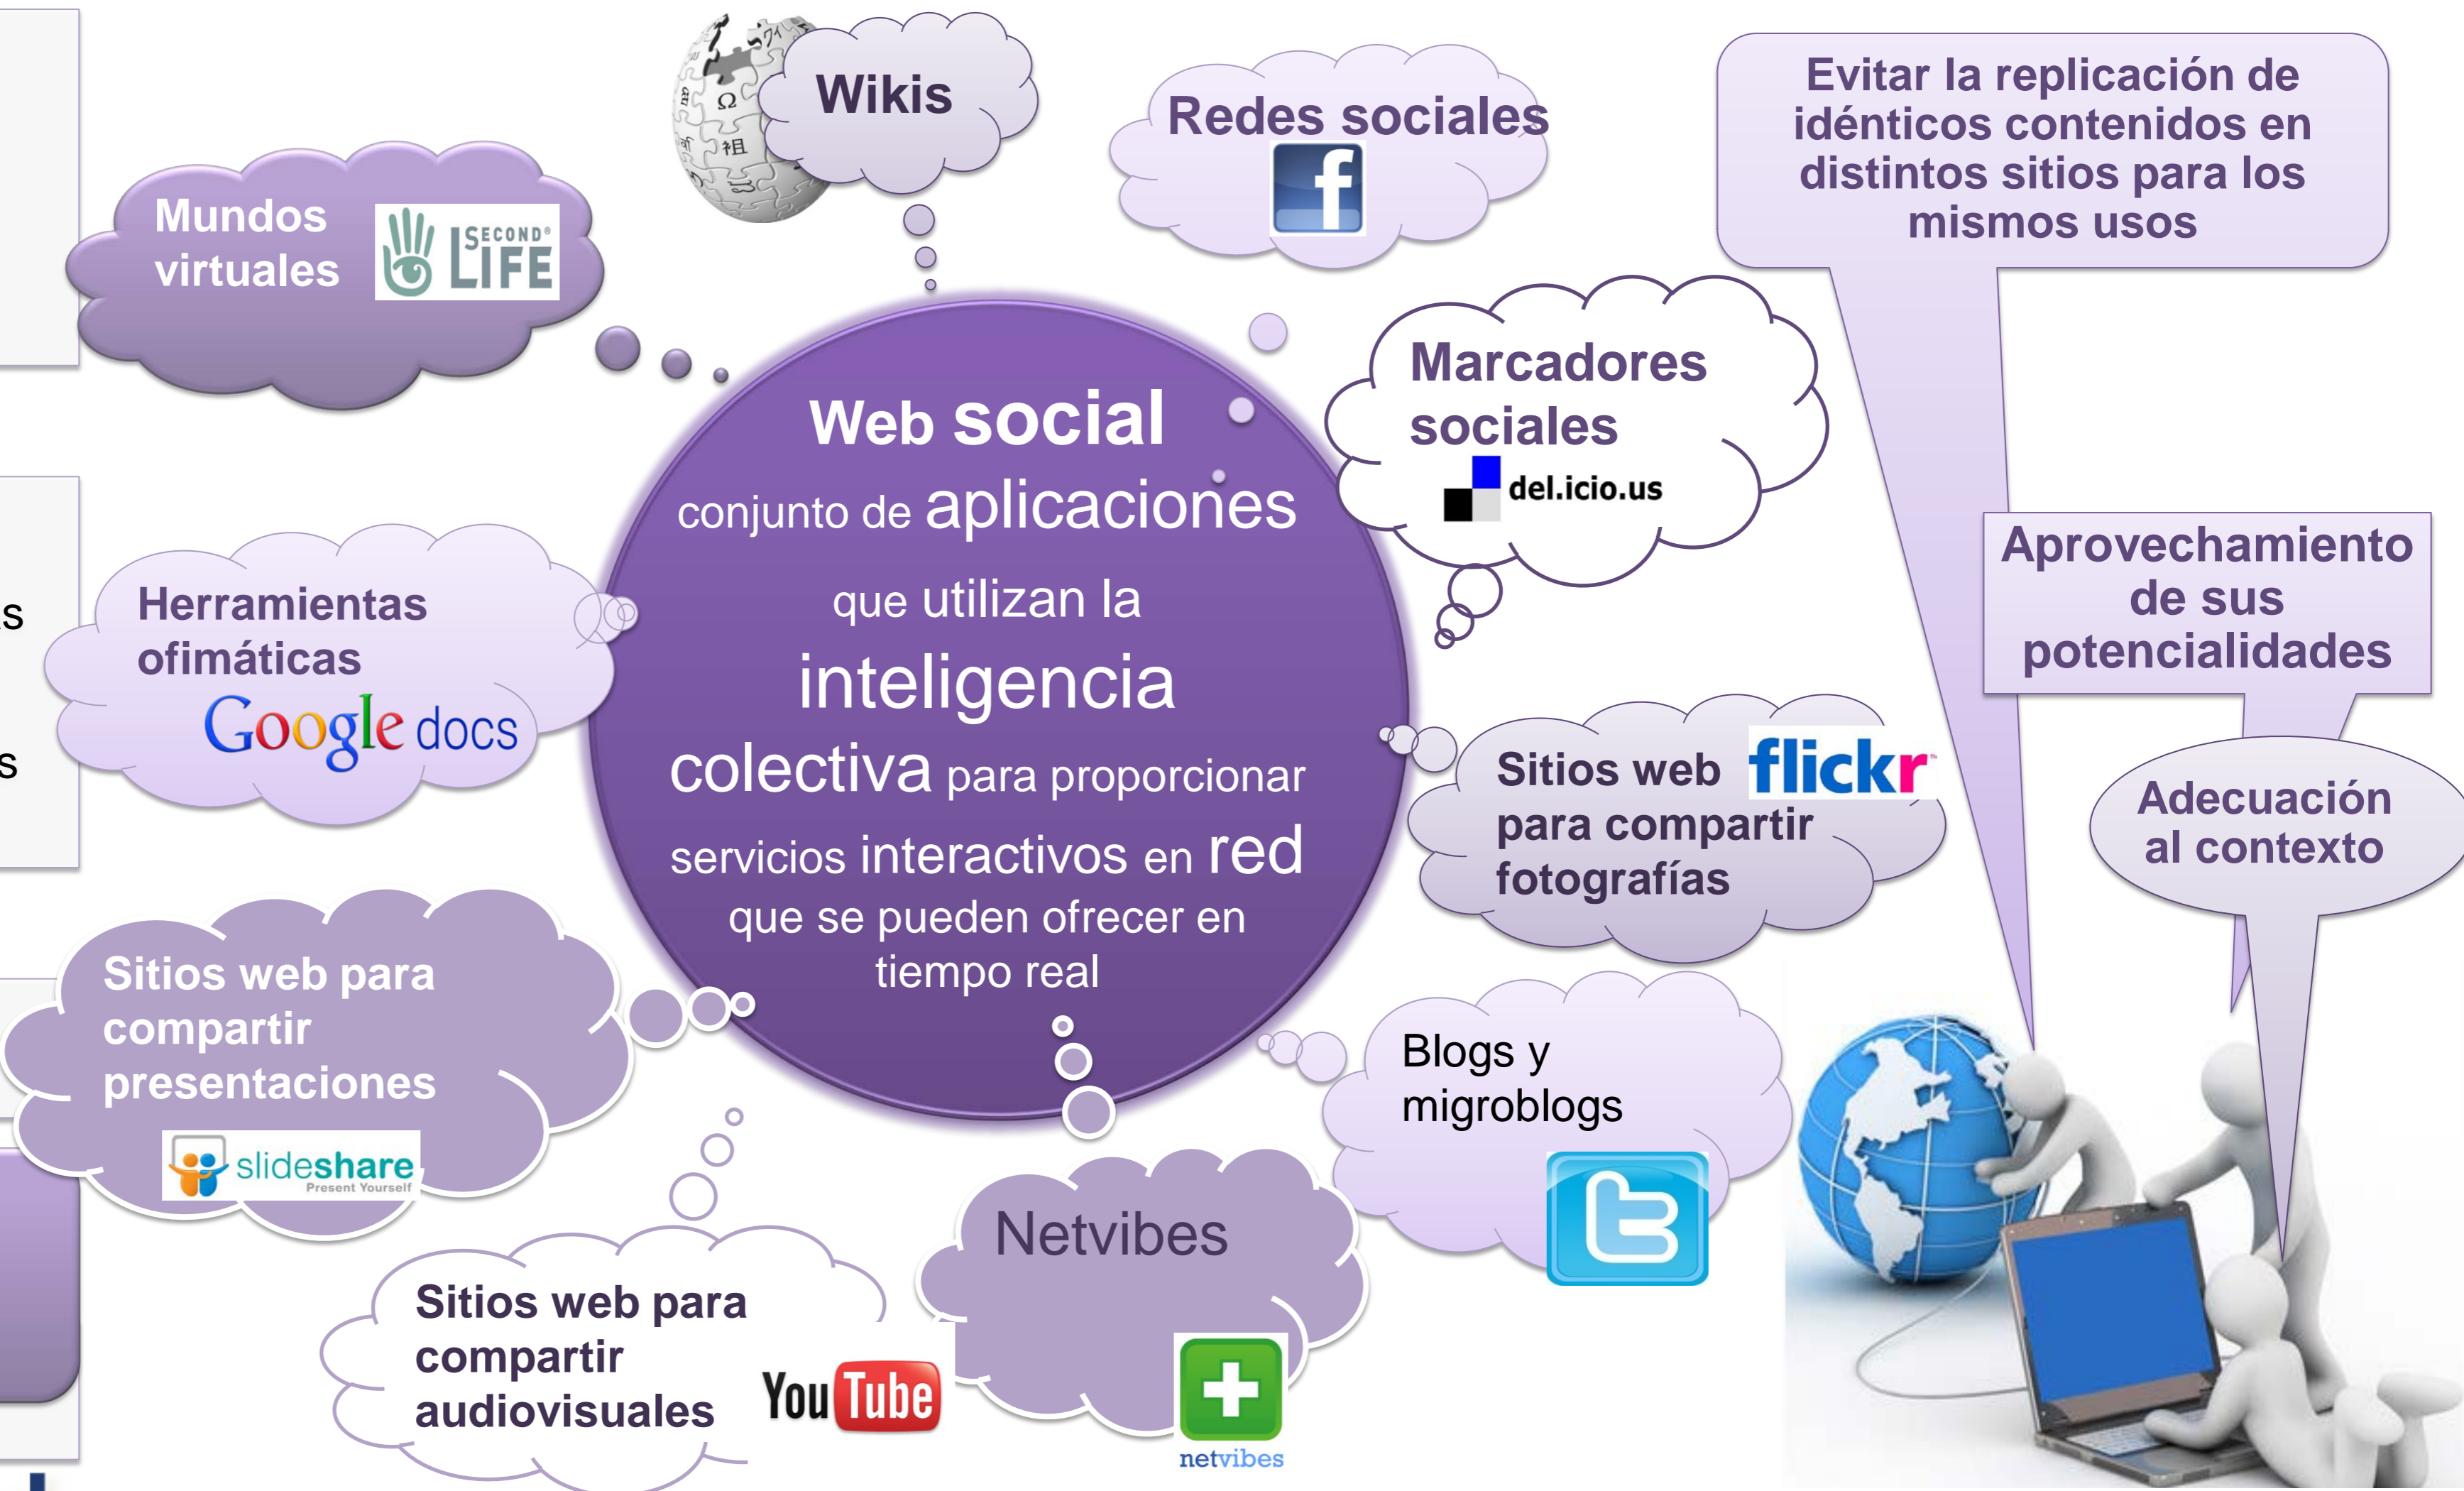 Wikis
Redes sociales
f
Evitar la replicación de
idénticos contenidos en
distintos sitios para los
mismos usos
Mundos
virtuales
SECOND®
LIFE
Marcadores
sociales
del.icio.us
Web social
conjunto de aplicaciones
que utilizan la
inteligencia
colectiva para proporcionar
servicios interactivos en red
que se pueden ofrecer en
tiempo real
Aprovechamiento
de sus
potencialidades
Herramientas
ofimáticas
Google docs
Sitios web flickr
para compartir
fotografías
Adecuación
al contexto
Sitios web para
compartir
presentaciones
slideshare
Present Yourself
Blogs y
migroblogs
Netvibes
netvibes
Sitios web para
compartir
audiovisuales
YouTube